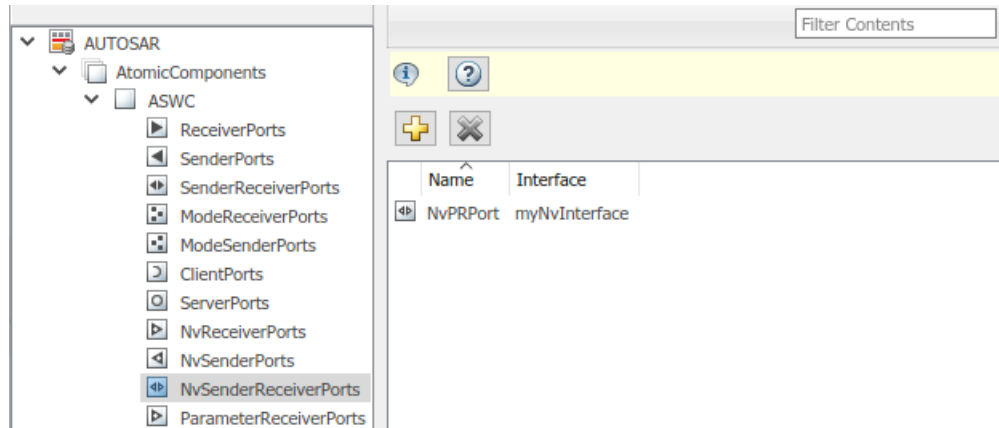 Filter Contents
AUTOSAR
AtomicComponents
ASWC
ReceiverPorts
SenderPorts
SenderReceiverPorts
ModeReceiverPorts
ModeSenderPorts
ClientPorts
ServerPorts
NvReceiverPorts
NvSenderPorts
NvSenderReceiverPorts
ParameterReceiverPorts
Name Interface
NvPRPort myNvInterface